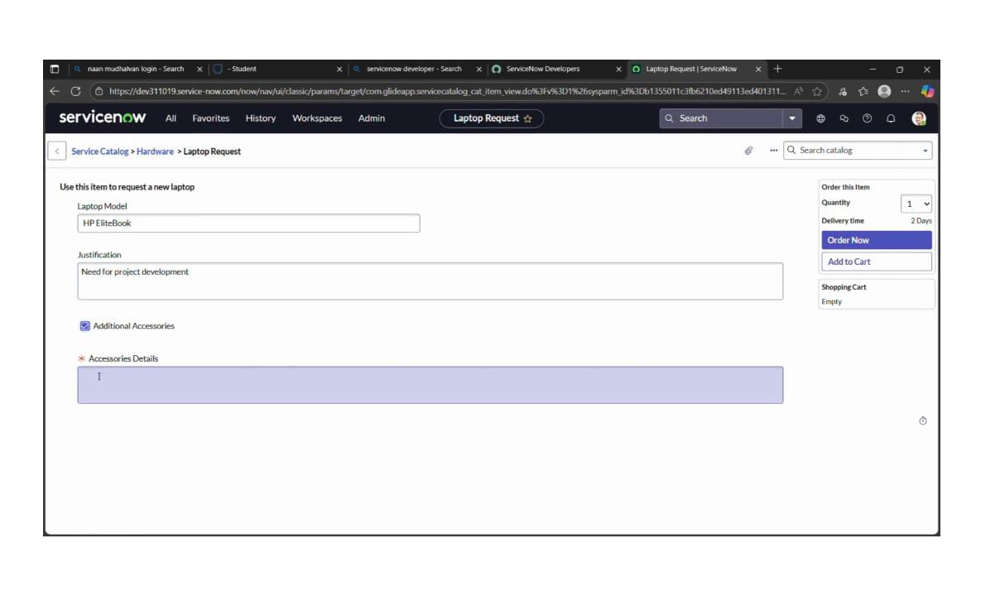 naan mudhalvan login - Search
- Student
servicenow developer - Search
ServiceNow Developers
Laptop Request | ServiceNow
https://dev311019.service-now.com/now/nav/ui/classic/params/target/com.glideapp.servicecatalog_cat_item_view.do%3Fv%3D1%26sysparm_id%3Db1355011c3fb6210ed49113ed401311...
servicenow All Favorites History Workspaces Admin Laptop Request Search
Service Catalog > Hardware > Laptop Request
Search catalog
Use this item to request a new laptop
Laptop Model
HP EliteBook
Justification
Need for project development
Additional Accessories
* Accessories Details
Order this Item
Quantity 1
Delivery time 2 Days
Order Now
Add to Cart
Shopping Cart
Empty